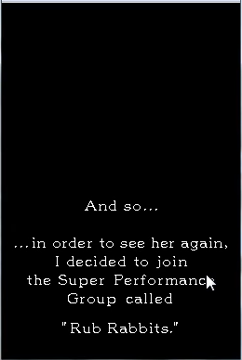 And so...
...in order to see her again,
I decided to join
the Super Performance
Group called
"Rub Rabbits."